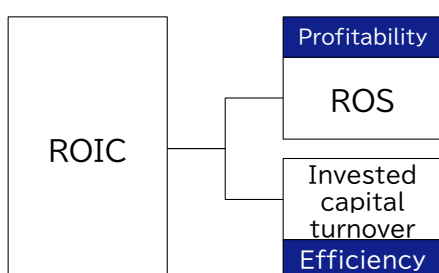 ROIC
Profitability
ROS
Invested
capital
turnover
Efficiency